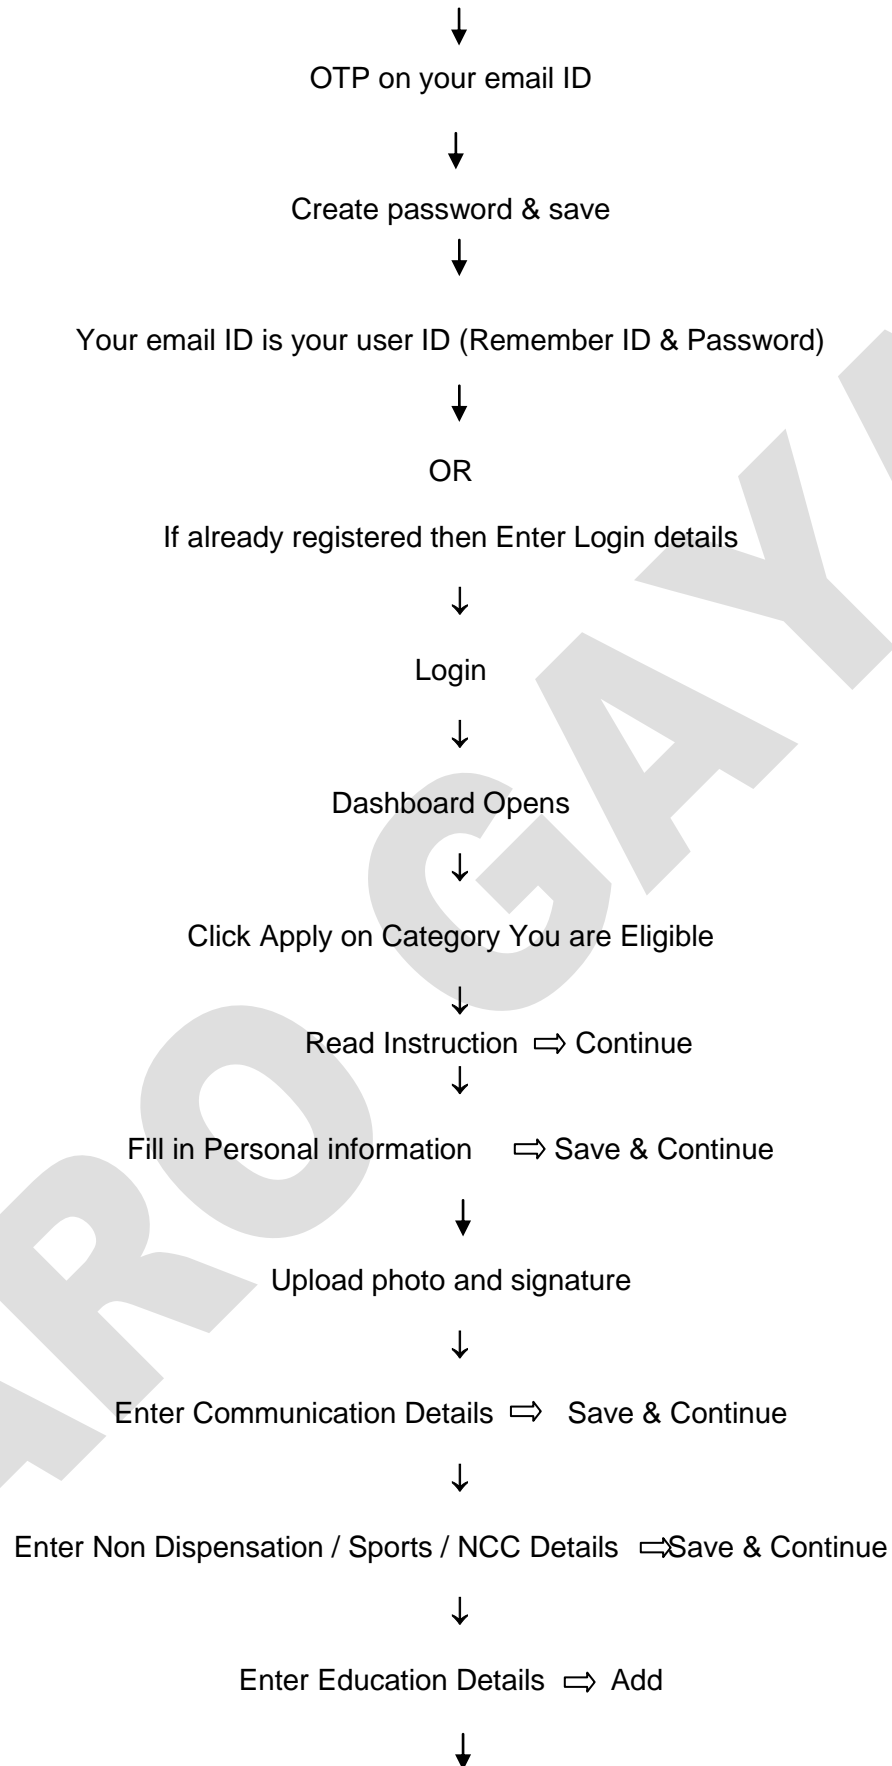 OTP on your email ID
Create password & save
Your email ID is your user ID (Remember ID & Password)
OR
If already registered then Enter Login details
Login
Dashboard Opens
Click Apply on Category You are Eligible
Read Instruction ⇨ Continue
Fill in Personal information ⇨ Save & Continue
Upload photo and signature
Enter Communication Details ⇨ Save & Continue
Enter Non Dispensation / Sports / NCC Details ⇨Save & Continue
Enter Education Details ⇨ Add
ARO GAYA